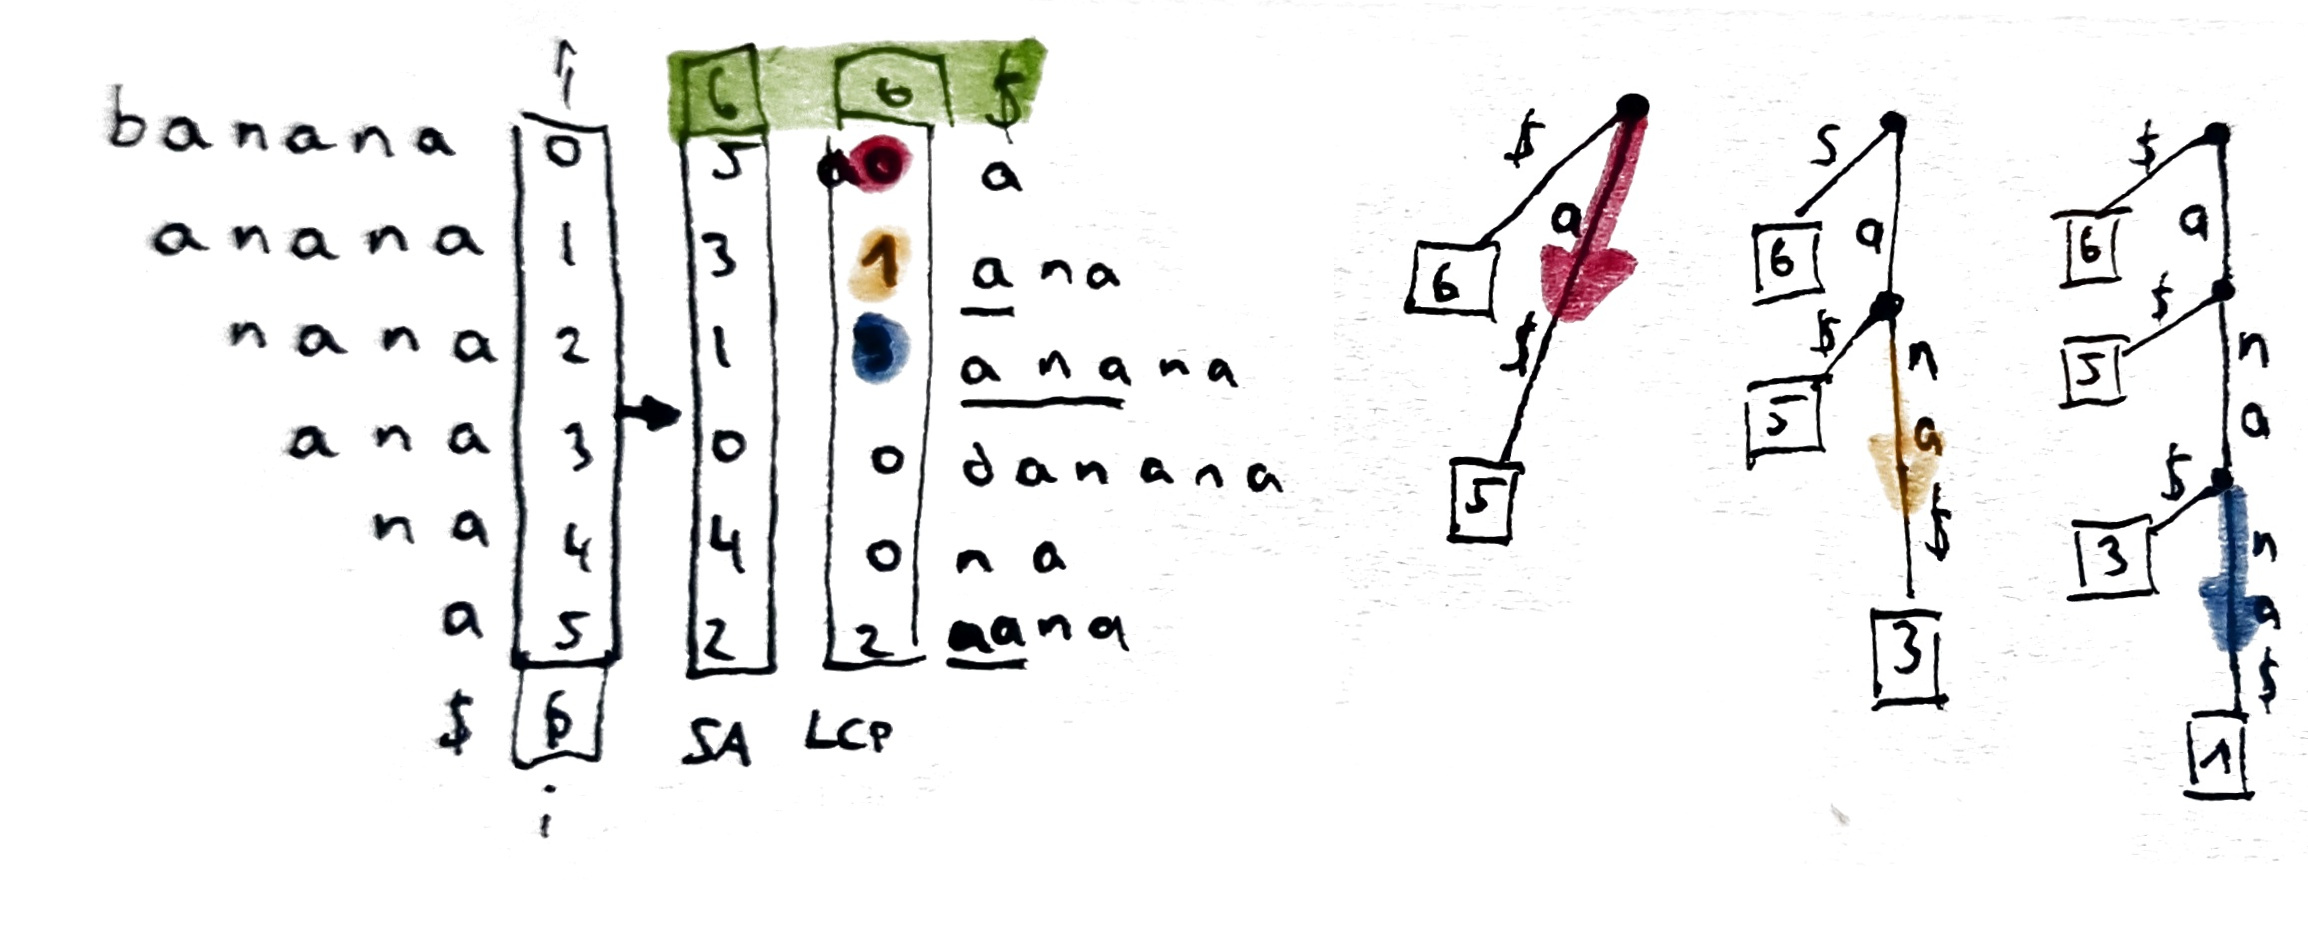 i
6 6 $
banana 0 5 0 a
anana 1 3 1 ana
nana 2 1 3 anana
ana 3 0 0 banana
na 4 4 0 na
a 5 2 2 nana
$ 6 SA LCP
i
$
a
6
$
5
$
a
6
$
5
n
a
$
3
$
a
6
$
5
n
a
$
3
n
a
$
1